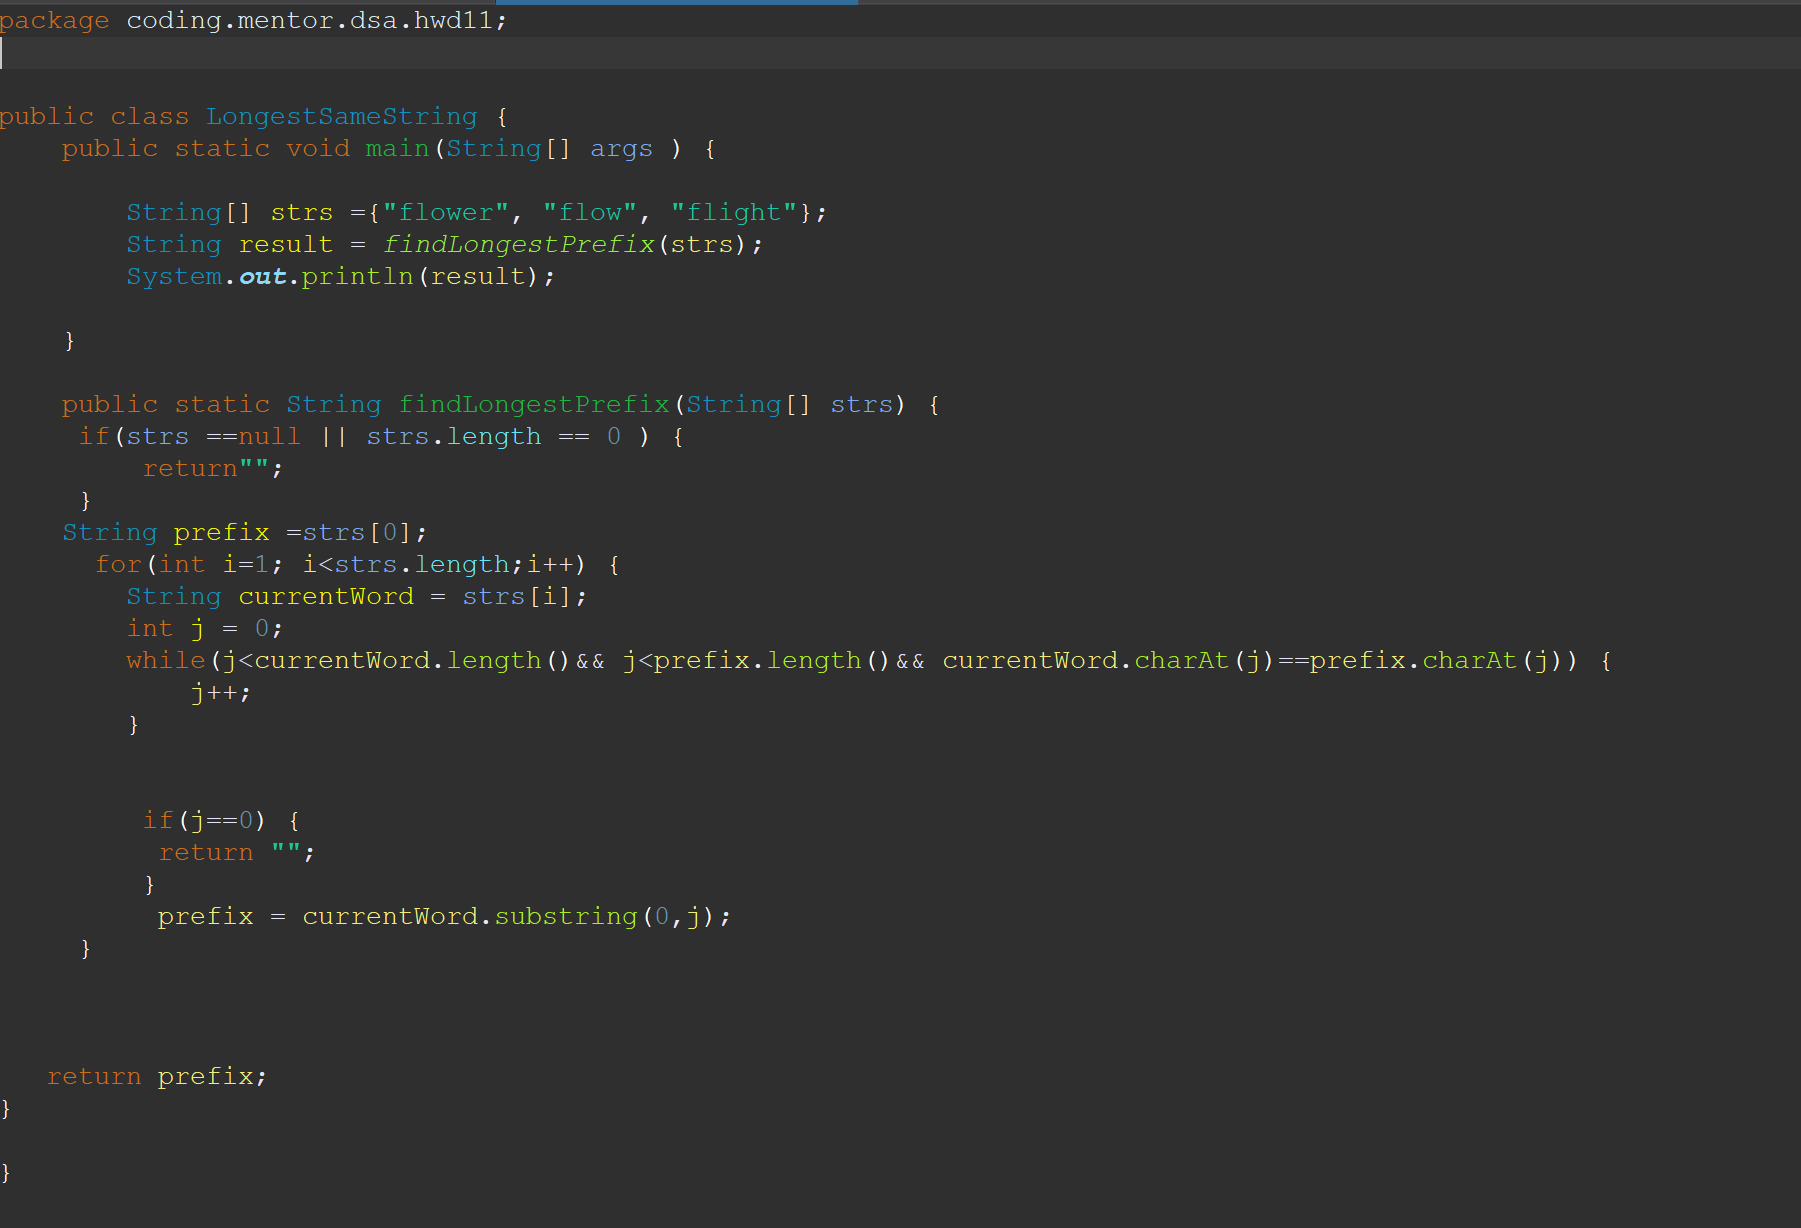 package coding.mentor.dsa.hwd11;
public class LongestSameString {
public static void main(String[] args ) {
String[] strs ={"flower", "flow", "flight"};
String result = findLongestPrefix(strs);
System.out.println(result);
}
public static String findLongestPrefix(String[] strs) {
if(strs ==null || strs.length == 0 ) {
return"";
}
String prefix =strs[0];
for(int i=1; i<strs.length;i++) {
String currentWord = strs[i];
int j = 0;
while(j<currentWord.length()&& j<prefix.length()&& currentWord.charAt(j)==prefix.charAt(j)) {
j++;
}
if(j==0) {
return "";
}
prefix = currentWord.substring(0,j);
}
return prefix;
}
}